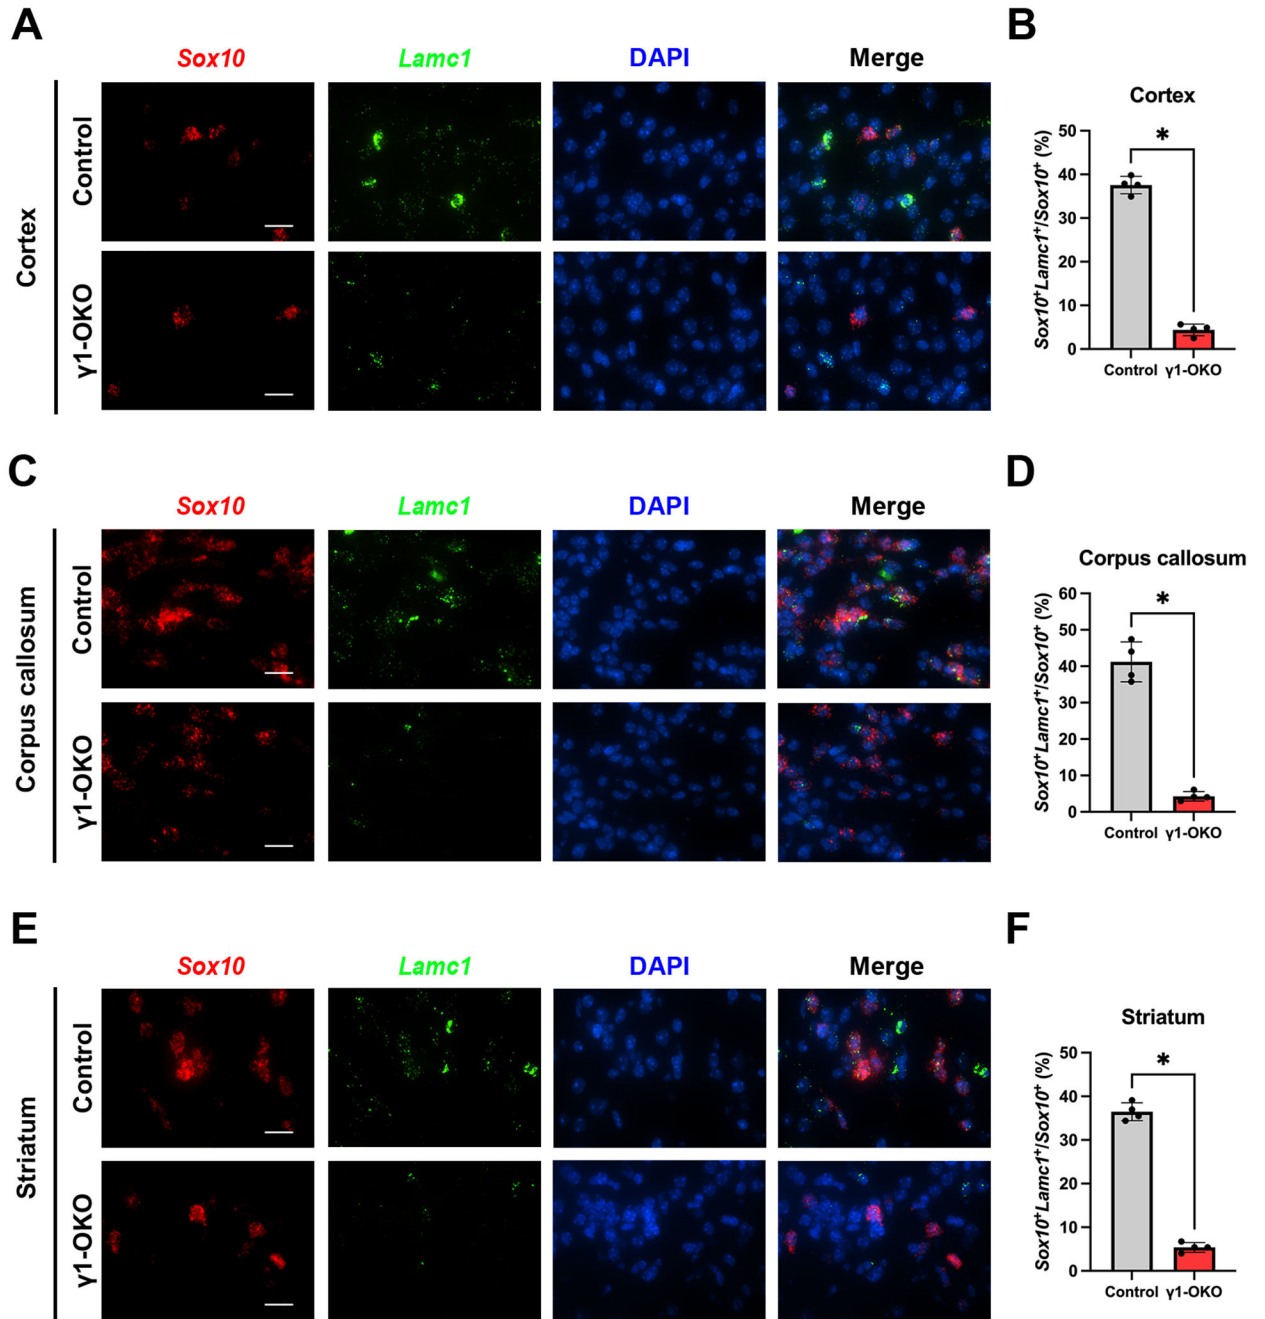 A
Sox10 Lamc1 DAPI Merge
Cortex
Control
γ1-OKO
B
Cortex
Sox10⁺Lamc1⁺/Sox10⁺ (%)
50
40
30
20
10
0
*
Control γ1-OKO
C
Sox10 Lamc1 DAPI Merge
Corpus callosum
Control
γ1-OKO
D
Corpus callosum
Sox10⁺Lamc1⁺/Sox10⁺ (%)
60
50
40
30
20
10
0
*
Control γ1-OKO
E
Sox10 Lamc1 DAPI Merge
Striatum
Control
γ1-OKO
F
Striatum
Sox10⁺Lamc1⁺/Sox10⁺ (%)
50
40
30
20
10
0
*
Control γ1-OKO